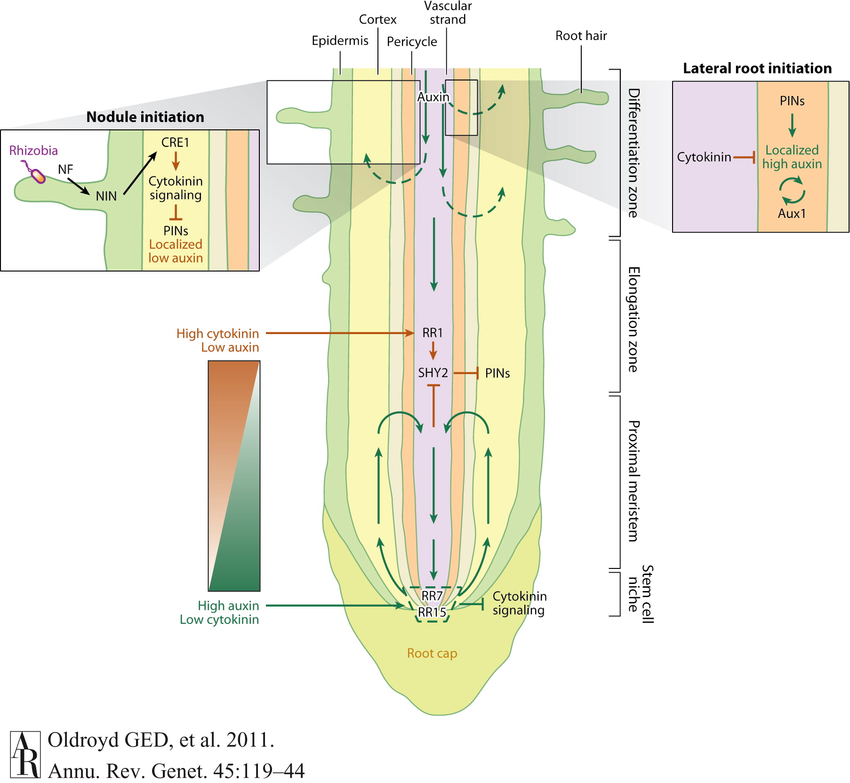 Vascular
strand
Cortex
Epidermis
Pericycle
Root hair
Auxin
Nodule initiation
Rhizobia
NF
NIN
CRE1
Cytokinin
signaling
PINs
Localized
low auxin
Lateral root initiation
PINs
Cytokinin
Localized
high auxin
Aux1
Differentiation zone
Elongation zone
High cytokinin
Low auxin
RR1
SHY2
PINs
Proximal meristem
Stem cell
niche
High auxin
Low cytokinin
RR7
RR15
Cytokinin
signaling
Root cap
AR
Oldroyd GED, et al. 2011.
Annu. Rev. Genet. 45:119–44